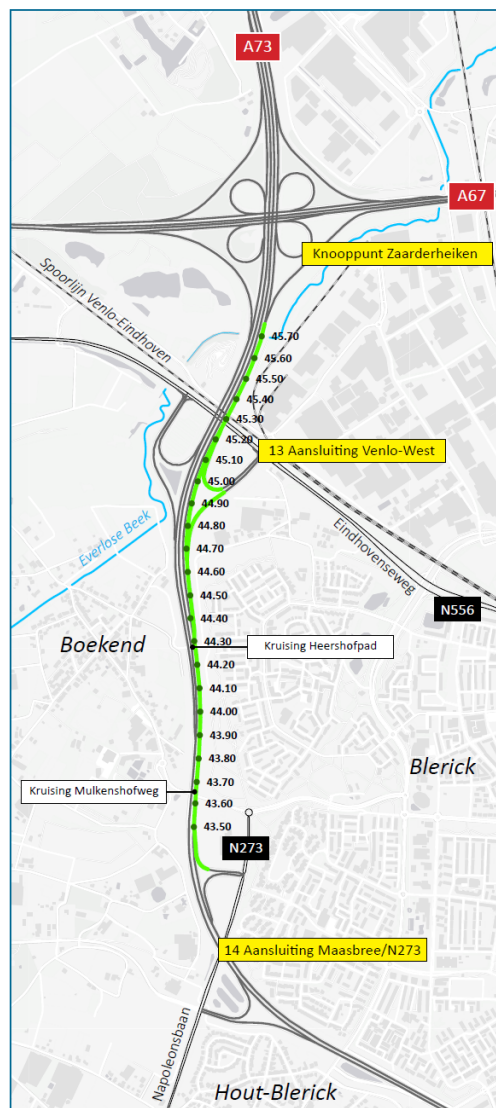 A73
A67
Knooppunt Zaarderheiken
Spoorlijn Venlo-Eindhoven
45.70
45.60
45.50
45.40
45.30
45.20
13 Aansluiting Venlo-West
45.10
45.00
44.90
44.80
Everlose Beek
Eindhovenseweg
44.70
44.60
N556
44.50
44.40
Boekend
44.30
Kruising Heershofpad
44.20
44.10
44.00
43.90
43.80
Blerick
43.70
Kruising Mulkenshofweg
43.60
43.50
N273
14 Aansluiting Maasbree/N273
Napoleonsbaan
Hout-Blerick